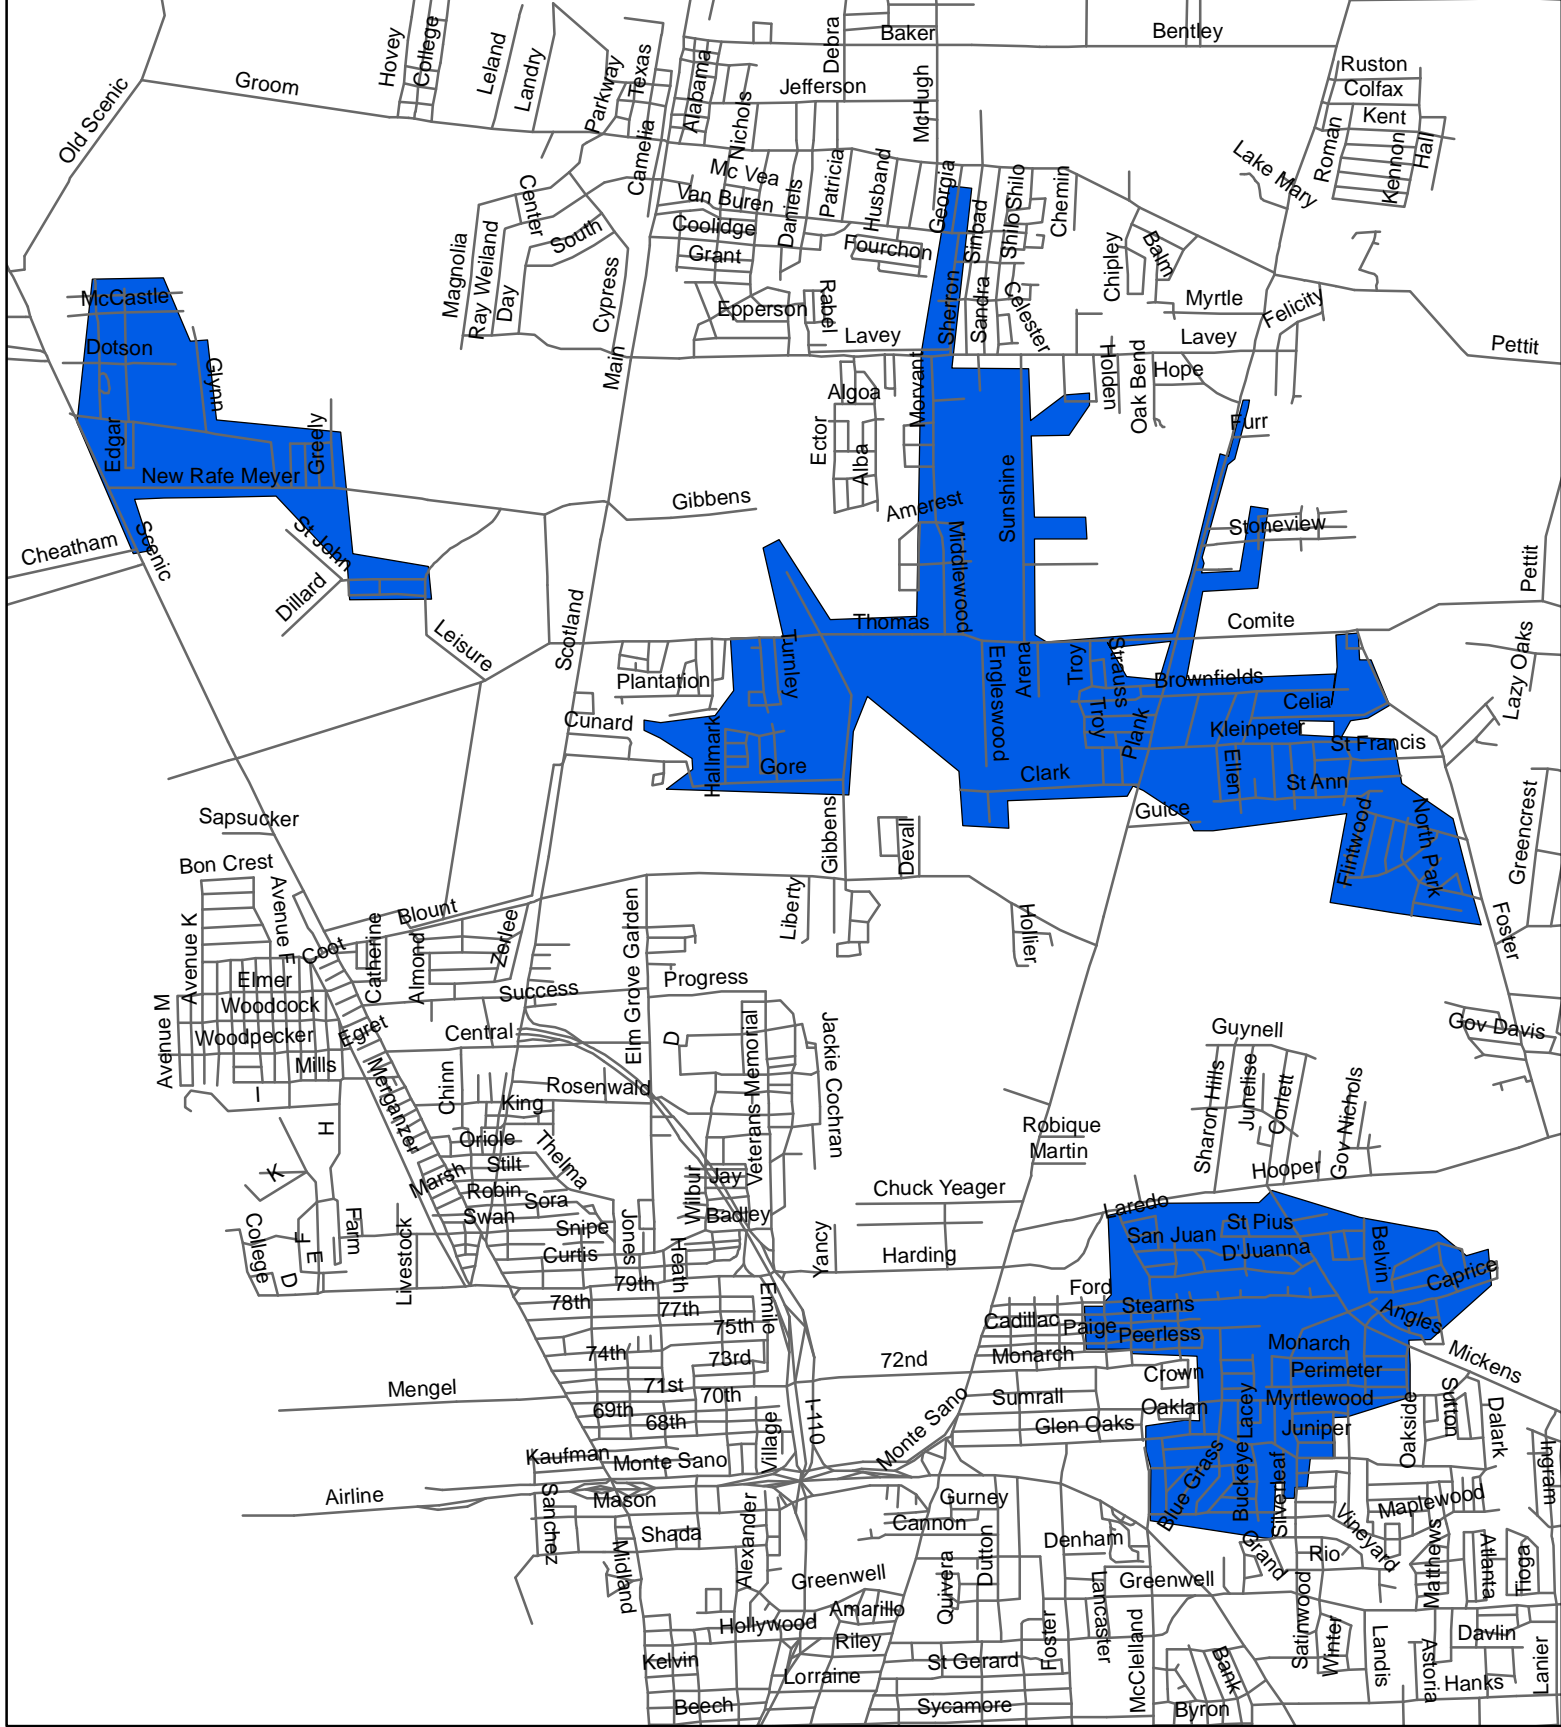 Baker
Bentley
Debra
Hovey
College
Leland
Landry
Parkway
Texas
Alabama
Groom
Jefferson
McHugh
Nichols
Old Scenic
Camelia
Ruston
Colfax
Kent
Roman
Kennon
Hall
Lake Mary
Mc Vea
Van Buren
Coolidge
Grant
Daniels
Patricia
Husband
Fourchon
Georgia
Sinbad
Shilo
Shilo
Chemin
Center
South
Magnolia
Ray Weiland
Day
Cypress
Main
Chipley
Balm
Myrtle
Felicity
Lavey
Pettit
McCastle
Dotson
Glynn
Epperson
Rabel
Lavey
Sherron
Sandra
Celester
Holden
Oak Bend
Hope
Furr
Edgar
Greely
New Rafe Meyer
Algoa
Ector
Alba
Morvant
Sunshine
Gibbens
Amerest
Middlewood
Stoneview
Cheatham
Scenic
St John
Dillard
Leisure
Scotland
Thomas
Comite
Pettit
Plantation
Turnley
Cunard
Hallmark
Gore
Engleswood
Arena
Troy
Strauss
Troy
Plank
Brownfields
Celia
Kleinpeter
St Francis
Lazy Oaks
Clark
Ellen
St Ann
Guice
Flintwood
North Park
Greencrest
Foster
Sapsucker
Bon Crest
Gibbens
Devall
Avenue K
Avenue F
Blount
Coot
Catherine
Almond
Zerlee
Elm Grove Garden
Liberty
Hollier
Elmer
Woodcock
Woodpecker
Avenue M
Mills
Egret
Success
Central
Progress
D
Veterans Memorial
Jackie Cochran
Guynell
Gov Davis
Merganzer
Chinn
Rosenwald
King
I
H
K
Oriole
Stilt
Thelma
Marsh
Robin
Sora
Swan
Snipe
Curtis
Jones
Wilbur
Jay
Badley
Heath
Sharon Hills
Junelise
Corlett
Gov Nichols
Robique
Martin
Hooper
Chuck Yeager
Laredo
College
F
E
D
Farm
Livestock
Yancy
Harding
San Juan
St Pius
D'Juanna
Belvin
Caprice
79th
78th
77th
75th
Emile
Ford
Stearns
Cadillac
Paige
Peerless
Angles
Monarch
Monarch
Mickens
74th
73rd
72nd
Perimeter
Crown
Mengel
71st
70th
69th
68th
Village
I-110
Sumrall
Oaklan
Glen Oaks
Myrtlewood
Lacey
Juniper
Oakside
Sutton
Dalark
Ingram
Kaufman
Monte Sano
Monte Sano
Blue Grass
Buckeye
Silverleaf
Airline
Mason
Sanchez
Shada
Alexander
Gurney
Cannon
Dutton
Denham
Maplewood
Vineyard
Grand
Rio
Matthews
Atlanta
Tioga
Midland
Greenwell
Quivera
Greenwell
Lancaster
Amarillo
Hollywood
Riley
Foster
McClelland
Satinwood
Winter
Landis
Astoria
Davlin
Lanier
Kelvin
Lorraine
St Gerard
Bank
Hanks
Beech
Sycamore
Byron